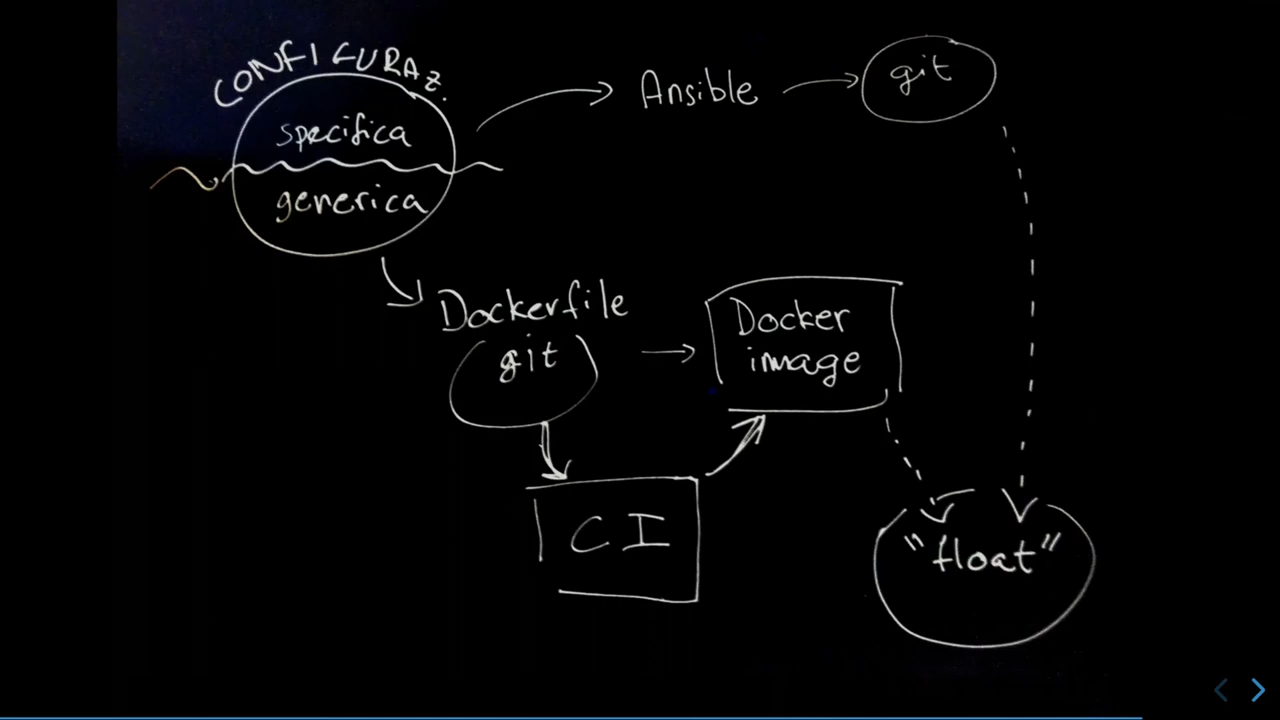 CONFIGURAZ.
specifica
generica
Ansible
git
Dockerfile
git
Docker
image
CI
"float"